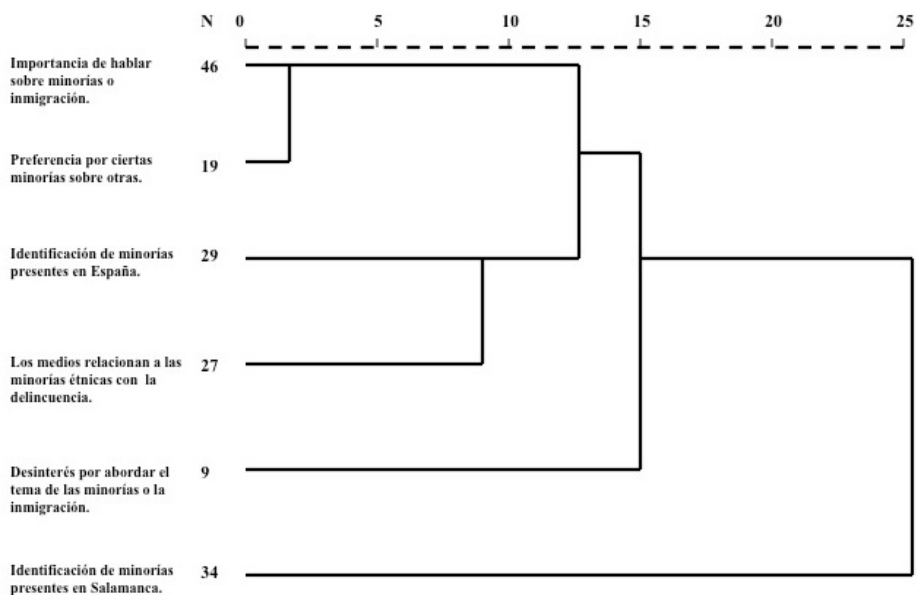 N 0 5 10 15 20 25
Importancia de hablar 46
sobre minorías o
inmigración.
Preferencia por ciertas 19
minorías sobre otras.
Identificación de minorías 29
presentes en España.
Los medios relacionan a las 27
minorías étnicas con la
delincuencia.
Desinterés por abordar el 9
tema de las minorías o la
inmigración.
Identificación de minorías 34
presentes en Salamanca.